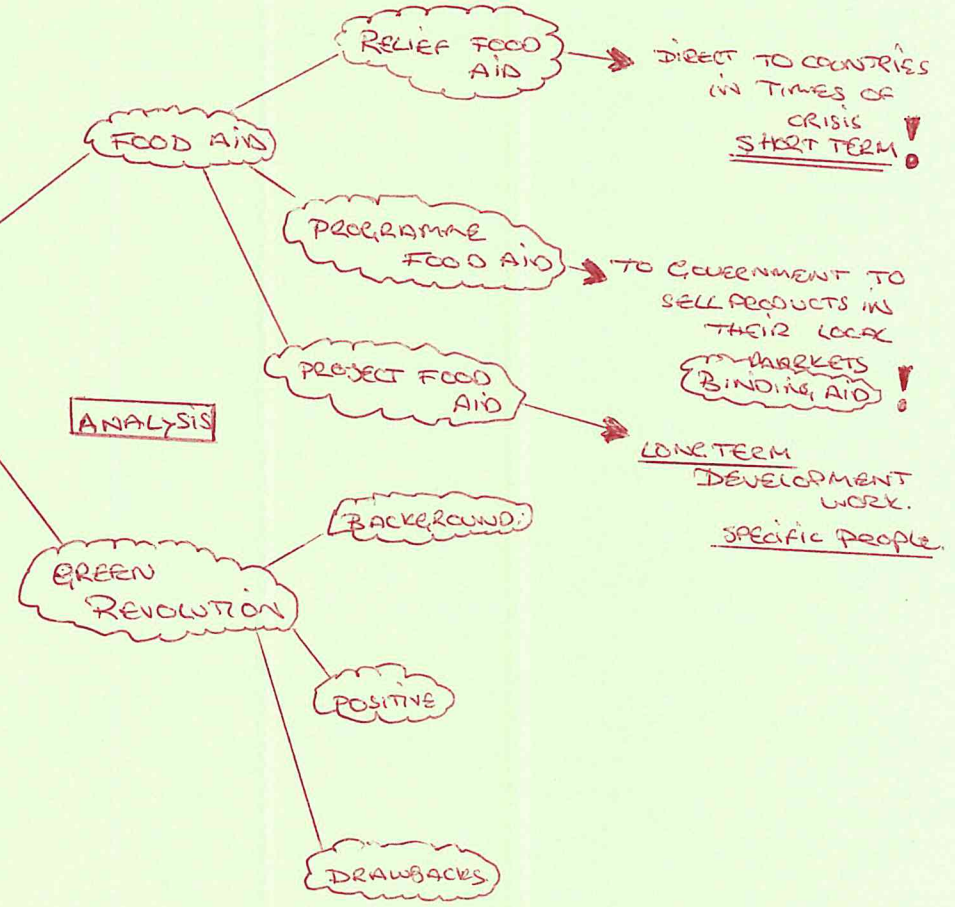 RELIEF FOOD
AID
DIRECT TO COUNTRIES
IN TIMES OF
CRISIS
SHORT TERM !
FOOD AID
PROGRAMME
FOOD AID
TO GOVERNMENT TO
SELL PRODUCTS IN
THEIR LOCAL
MARKETS
BINDING AID !
PROJECT FOOD
AID
LONG TERM
DEVELOPMENT
WORK.
SPECIFIC PEOPLE.
ANALYSIS
BACKGROUND:
GREEN
REVOLUTION
POSITIVE
DRAWBACKS